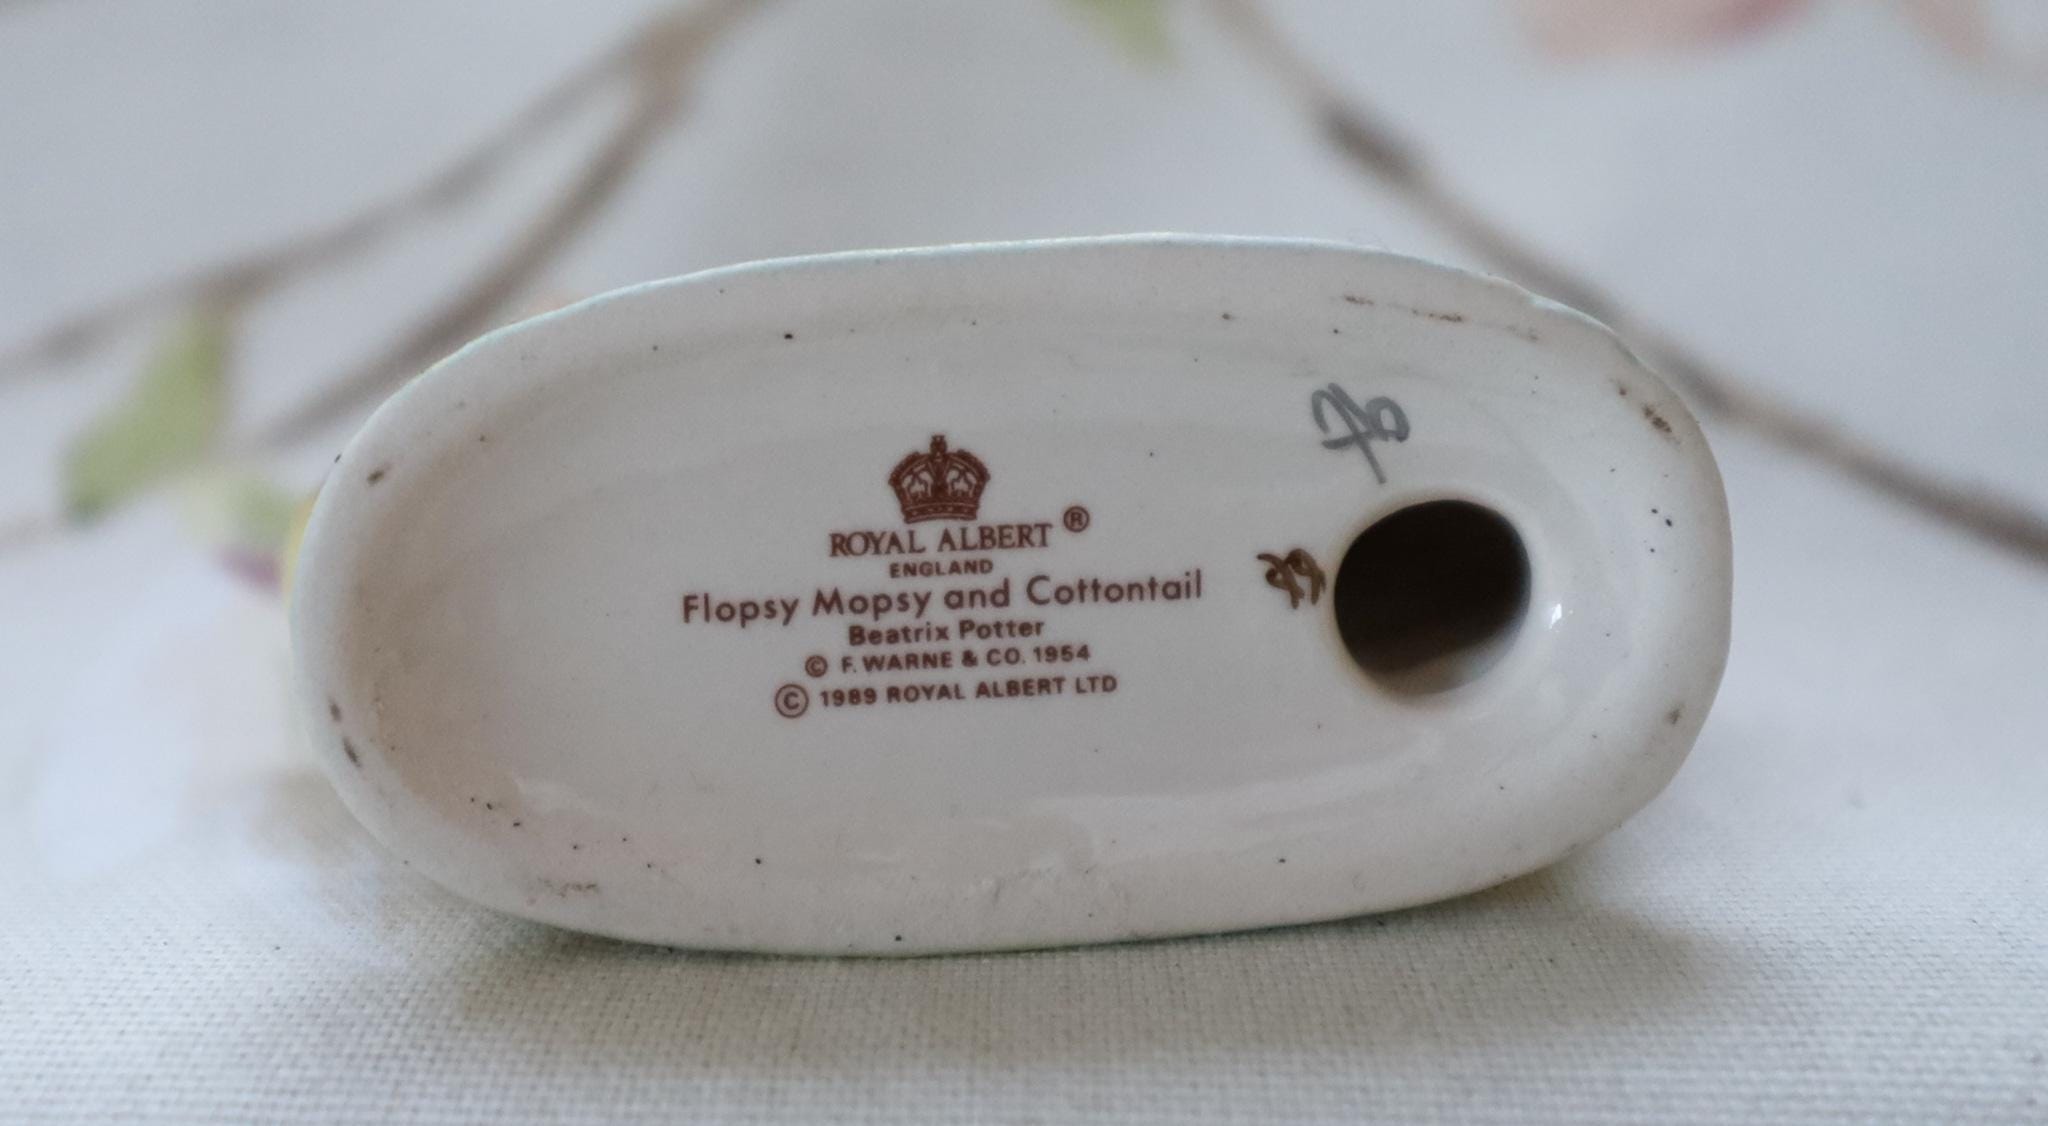 ROYAL ALBERT ®
ENGLAND
Flopsy Mopsy and Cottontail
Beatrix Potter
© F. WARNE & CO. 1954
© 1989 ROYAL ALBERT LTD